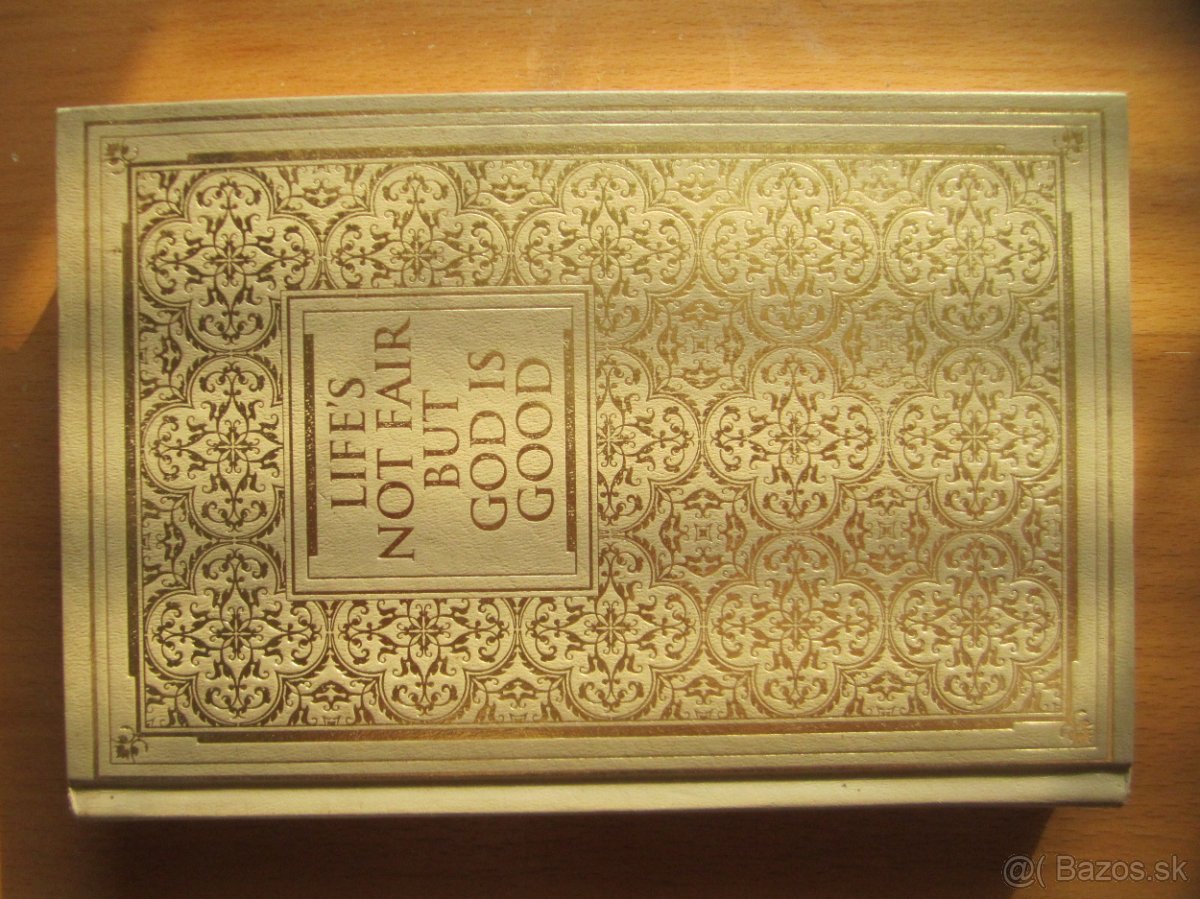 LIFE'S
NOT FAIR
BUT
GOD IS
GOOD
@( Bazos.sk